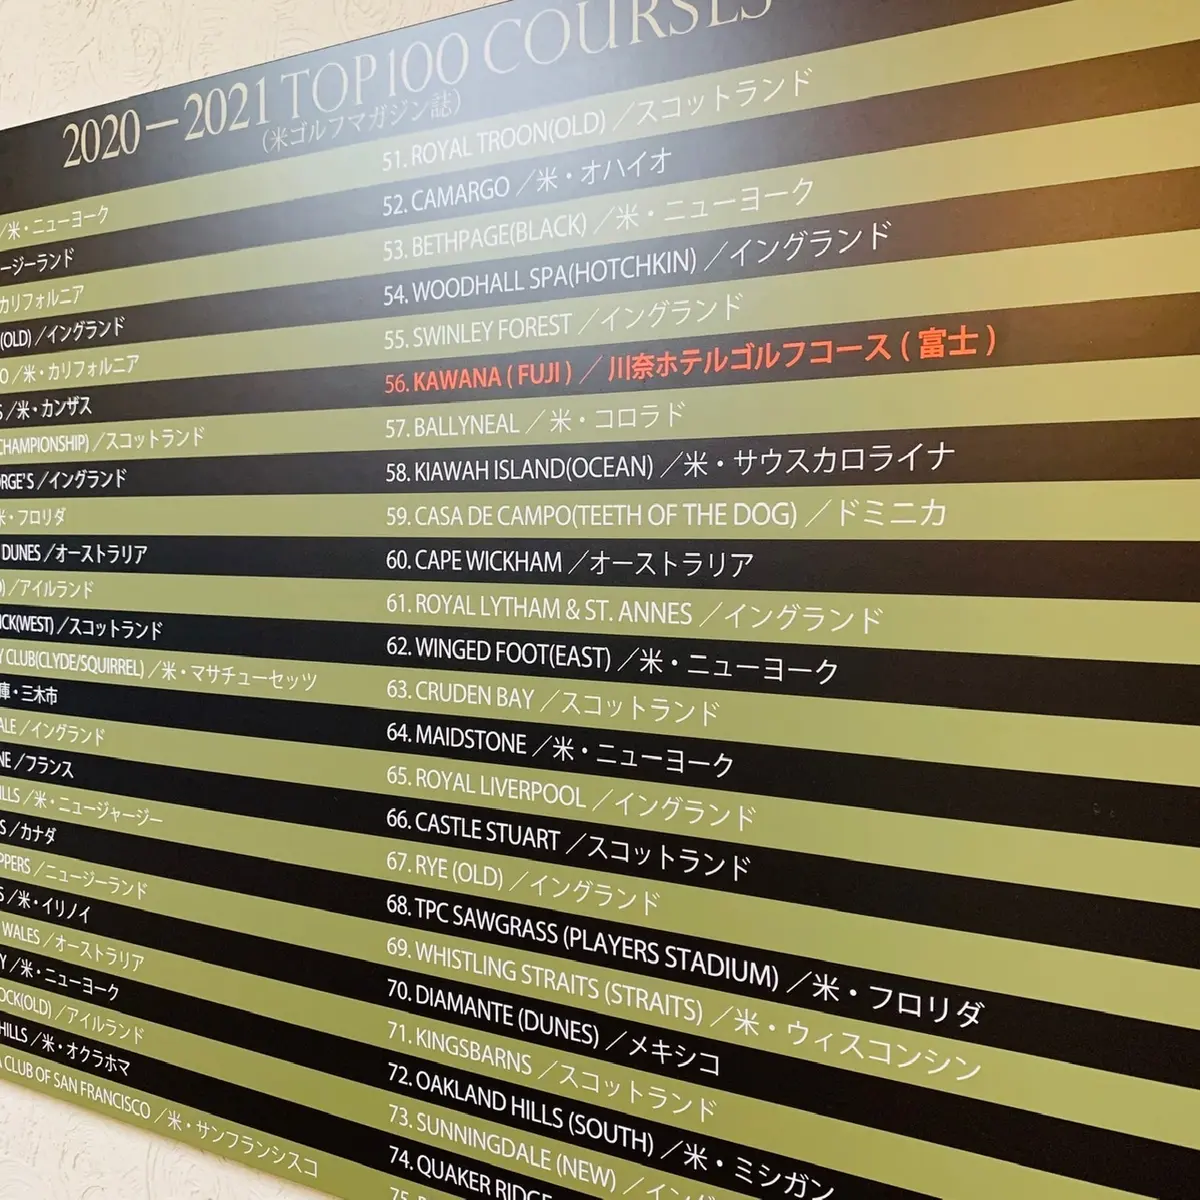 2020－2021 TOP100 COURSES
(米ゴルフマガジン誌)
／米・ニューヨーク
ージーランド
カリフォルニア
(OLD)／イングランド
O／米・カリフォルニア
S／米・カンザス
CHAMPIONSHIP)／スコットランド
ORGE'S／イングランド
米・フロリダ
DUNES／オーストラリア
)／アイルランド
ICK(WEST)／スコットランド
Y CLUB(CLYDE/SQUIRREL)／米・マサチューセッツ
庫・三木市
ALE／イングランド
NE／フランス
ILLS／米・ニュージャージー
S／カナダ
PPERS／ニュージーランド
S／米・イリノイ
WALES／オーストラリア
Y／米・ニューヨーク
OCK(OLD)／アイルランド
HILLS／米・オクラホマ
A CLUB OF SAN FRANCISCO／米・サンフランシスコ
51. ROYAL TROON(OLD)／スコットランド
52. CAMARGO／米・オハイオ
53. BETHPAGE(BLACK)／米・ニューヨーク
54. WOODHALL SPA(HOTCHKIN)／イングランド
55. SWINLEY FOREST／イングランド
56. KAWANA ( FUJI )／川奈ホテルゴルフコース ( 富士 )
57. BALLYNEAL／米・コロラド
58. KIAWAH ISLAND(OCEAN)／米・サウスカロライナ
59. CASA DE CAMPO(TEETH OF THE DOG)／ドミニカ
60. CAPE WICKHAM／オーストラリア
61. ROYAL LYTHAM & ST. ANNES／イングランド
62. WINGED FOOT(EAST)／米・ニューヨーク
63. CRUDEN BAY／スコットランド
64. MAIDSTONE／米・ニューヨーク
65. ROYAL LIVERPOOL／イングランド
66. CASTLE STUART／スコットランド
67. RYE (OLD)／イングランド
68. TPC SAWGRASS (PLAYERS STADIUM)／米・フロリダ
69. WHISTLING STRAITS (STRAITS)／米・ウィスコンシン
70. DIAMANTE (DUNES)／メキシコ
71. KINGSBARNS／スコットランド
72. OAKLAND HILLS (SOUTH)／米・ミシガン
73. SUNNINGDALE (NEW)／イング
74. QUAKER RIDGE
75.